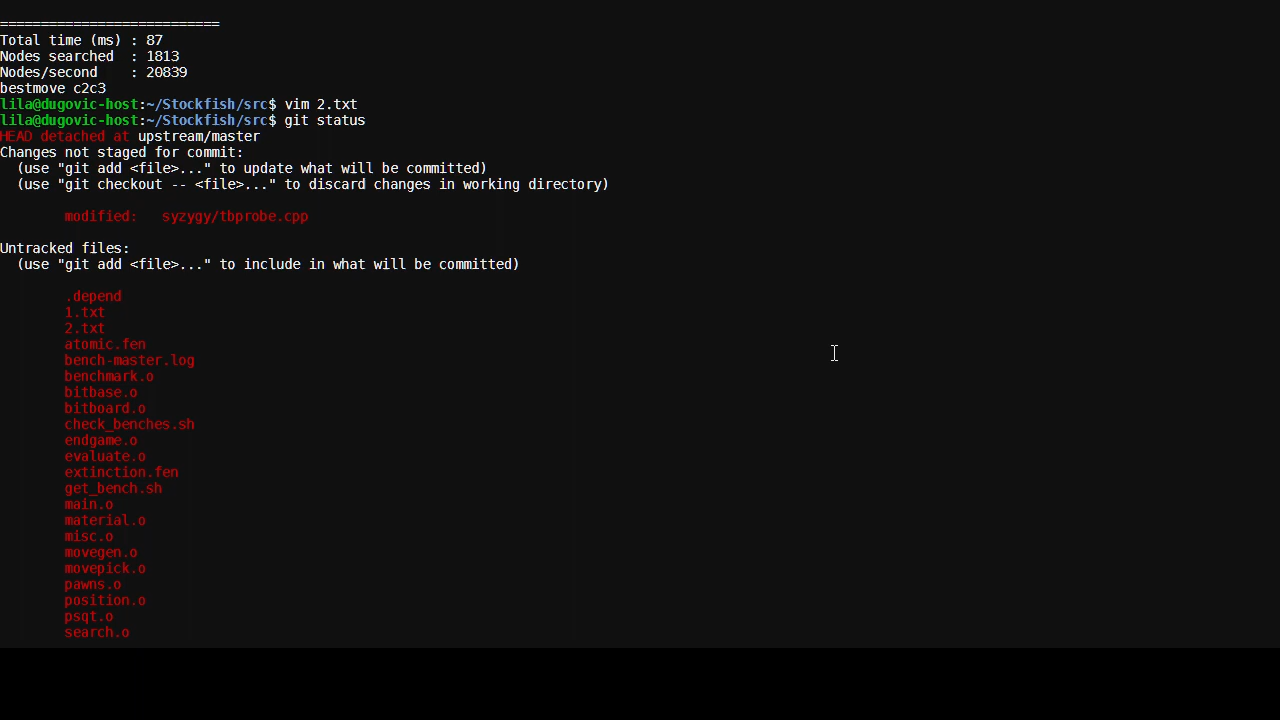 ===========================
Total time (ms) : 87
Nodes searched  : 1813
Nodes/second    : 20839
bestmove c2c3
lila@dugovic-host:~/Stockfish/src$ vim 2.txt
lila@dugovic-host:~/Stockfish/src$ git status
HEAD detached at upstream/master
Changes not staged for commit:
  (use "git add <file>..." to update what will be committed)
  (use "git checkout -- <file>..." to discard changes in working directory)
        modified:   syzygy/tbprobe.cpp
Untracked files:
  (use "git add <file>..." to include in what will be committed)
        .depend
        1.txt
        2.txt
        atomic.fen
        bench-master.log
        benchmark.o
        bitbase.o
        bitboard.o
        check_benches.sh
        endgame.o
        evaluate.o
        extinction.fen
        get_bench.sh
        main.o
        material.o
        misc.o
        movegen.o
        movepick.o
        pawns.o
        position.o
        psqt.o
        search.o